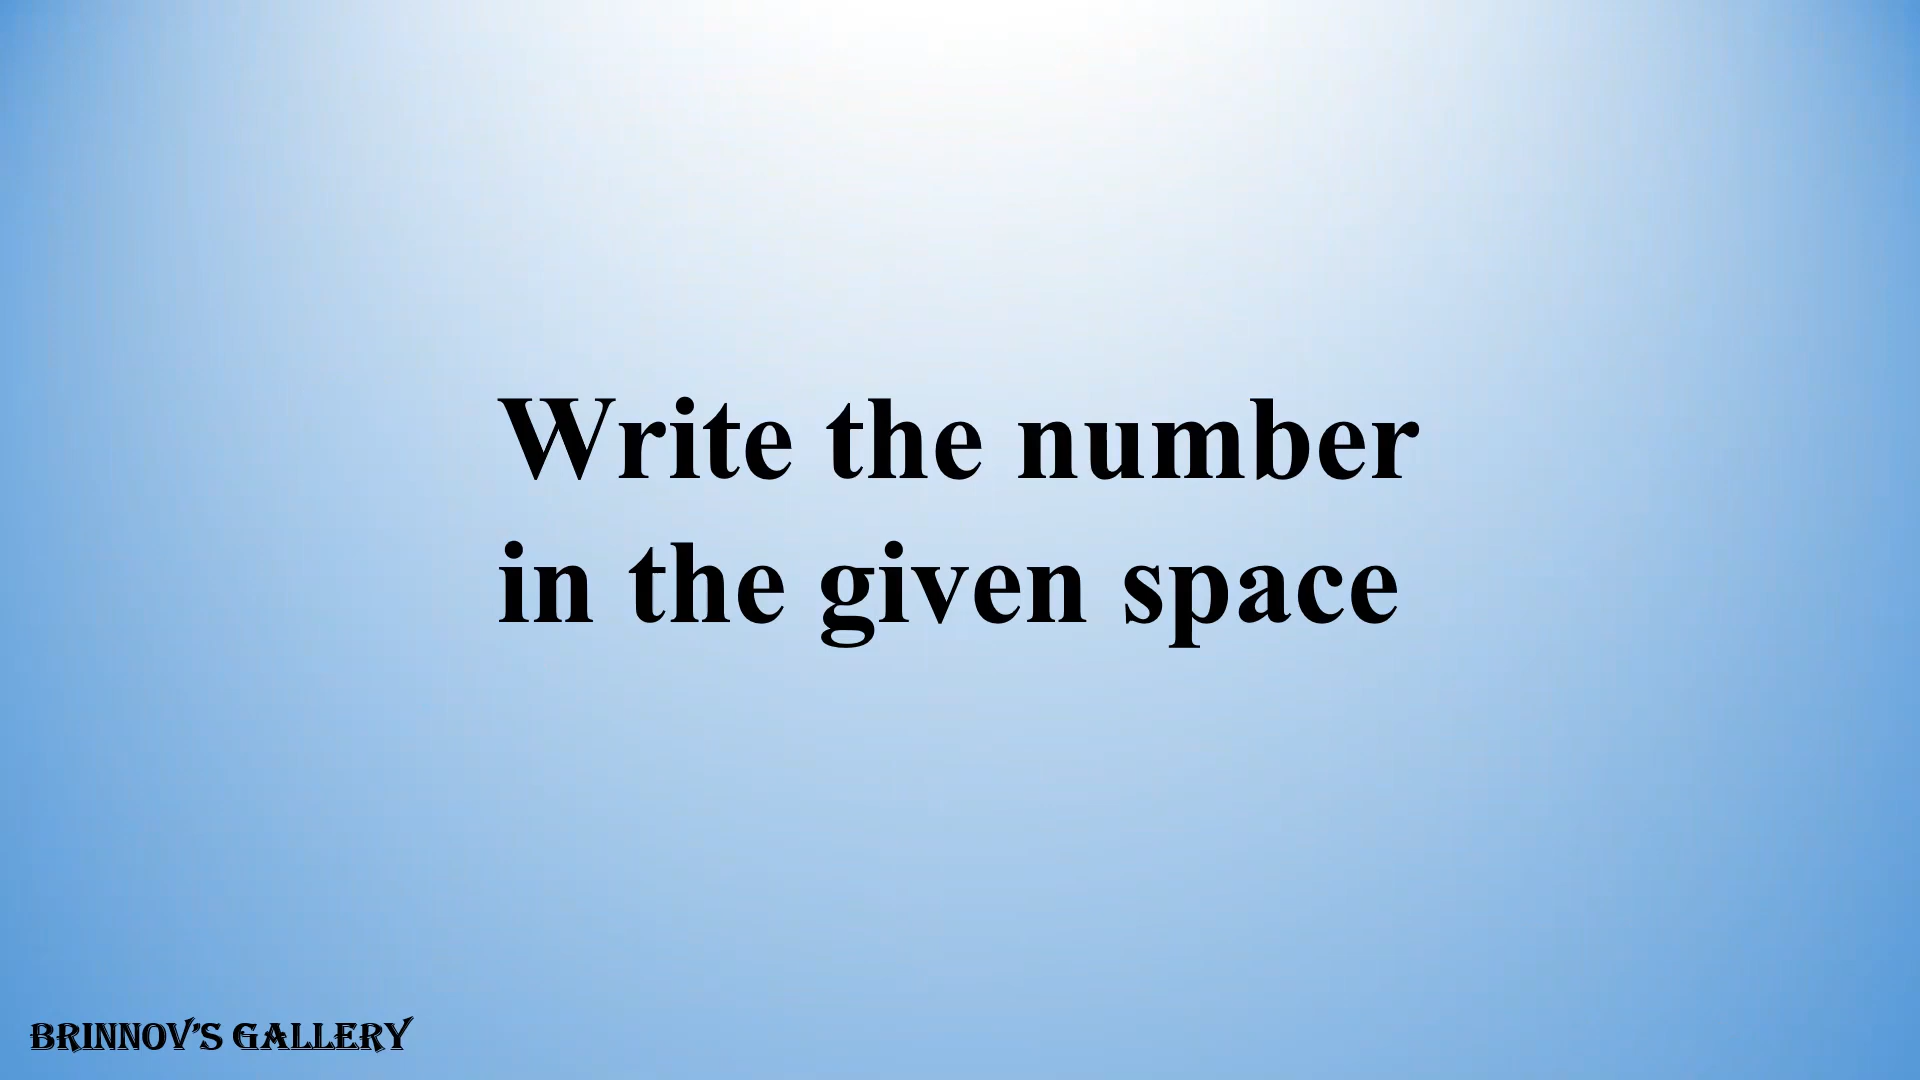 Write the number
in the given space
BRINNOV'S GALLERY